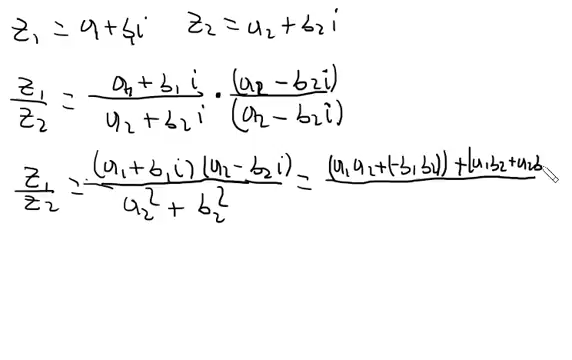 z₁ = a + b₁i z₂ = a₂ + b₂i
z₁/z₂ = (a₁ + b₁i)/(a₂ + b₂i) · (a₂ − b₂i)/(a₂ − b₂i)
z₁/z₂ = (a₁ + b₁i)(a₂ − b₂i)/(a₂² + b₂²) = (a₁a₂ + (−b₁b₂)) + (a₁b₂ + a₂b